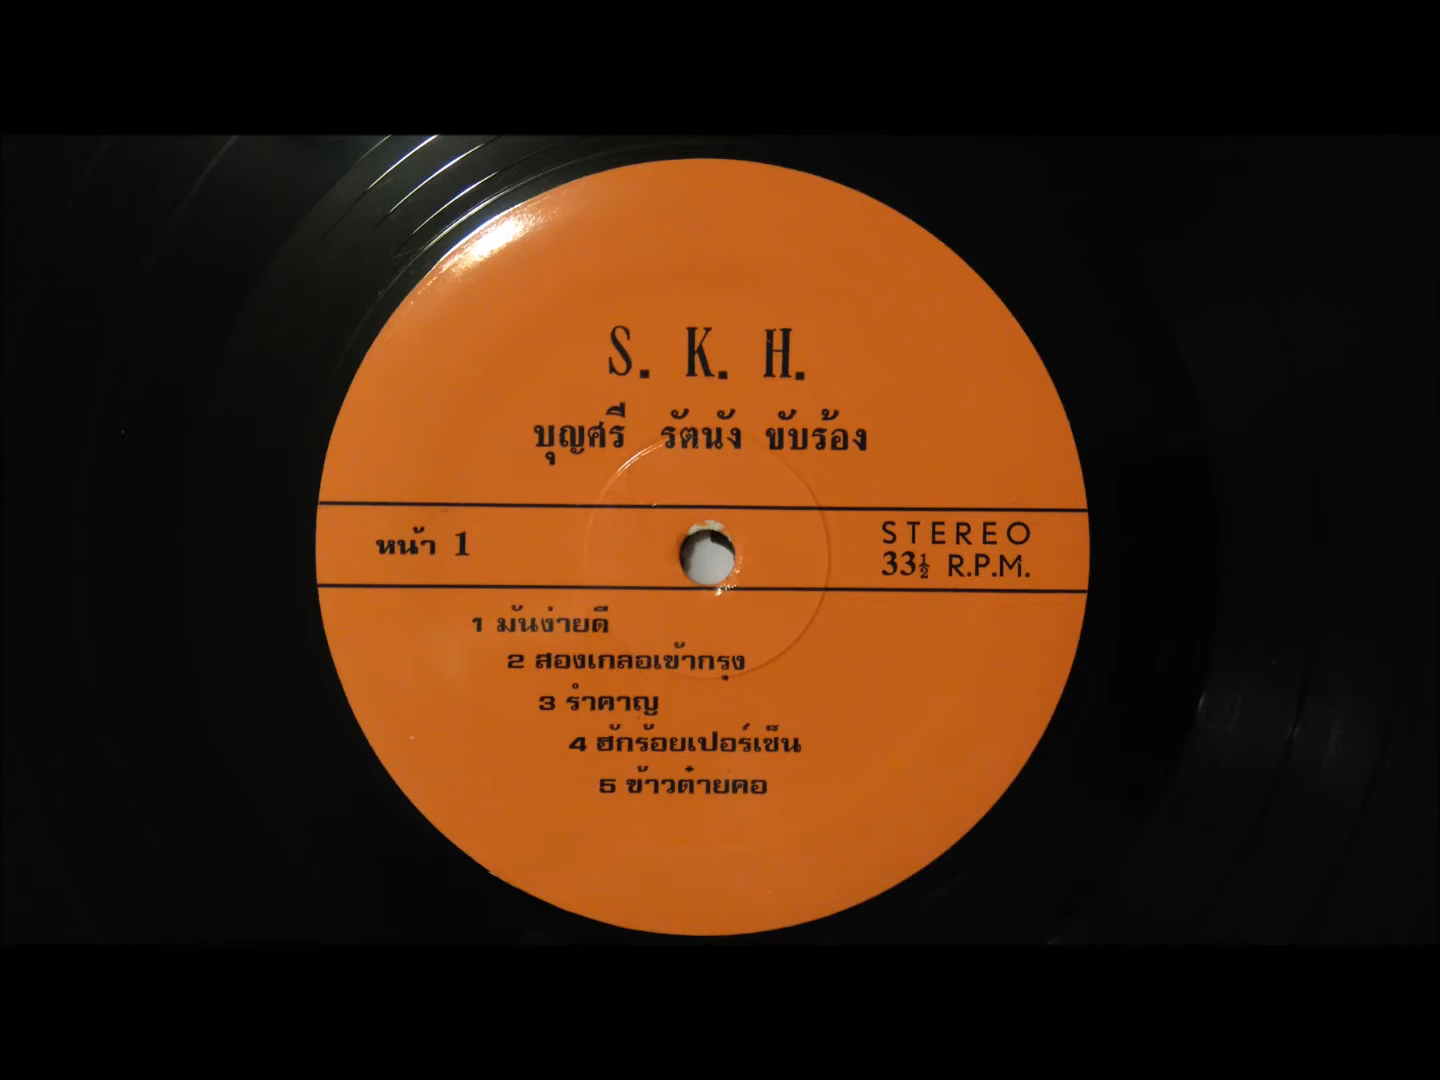 S. K. H.
บุญศรี รัตนัง ขับร้อง
หน้า 1
STEREO
33½ R.P.M.
1 มันง่ายดี
2 สองเกลอเข้ากรุง
3 รำคาญ
4 ฮักร้อยเปอร์เซ็น
5 ข้าวต๋ายคอ